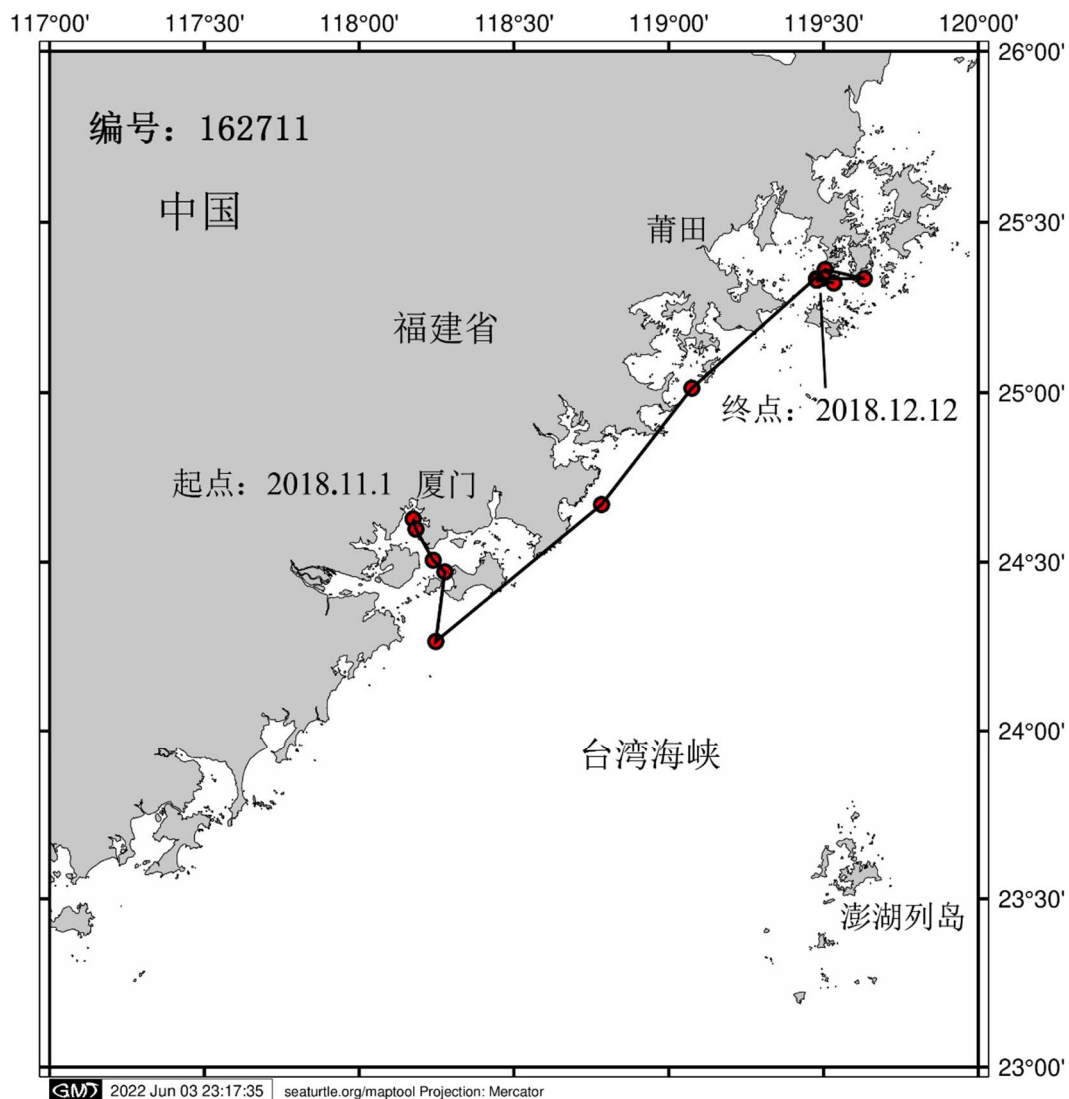 117°00' 117°30' 118°00' 118°30' 119°00' 119°30' 120°00'
26°00'
编号：162711
中国
25°30'
莆田
福建省
25°00'
终点：2018.12.12
起点：2018.11.1 厦门
24°30'
24°00'
台湾海峡
23°30'
澎湖列岛
23°00'
GMT 2022 Jun 03 23:17:35 seaturtle.org/maptool Projection: Mercator